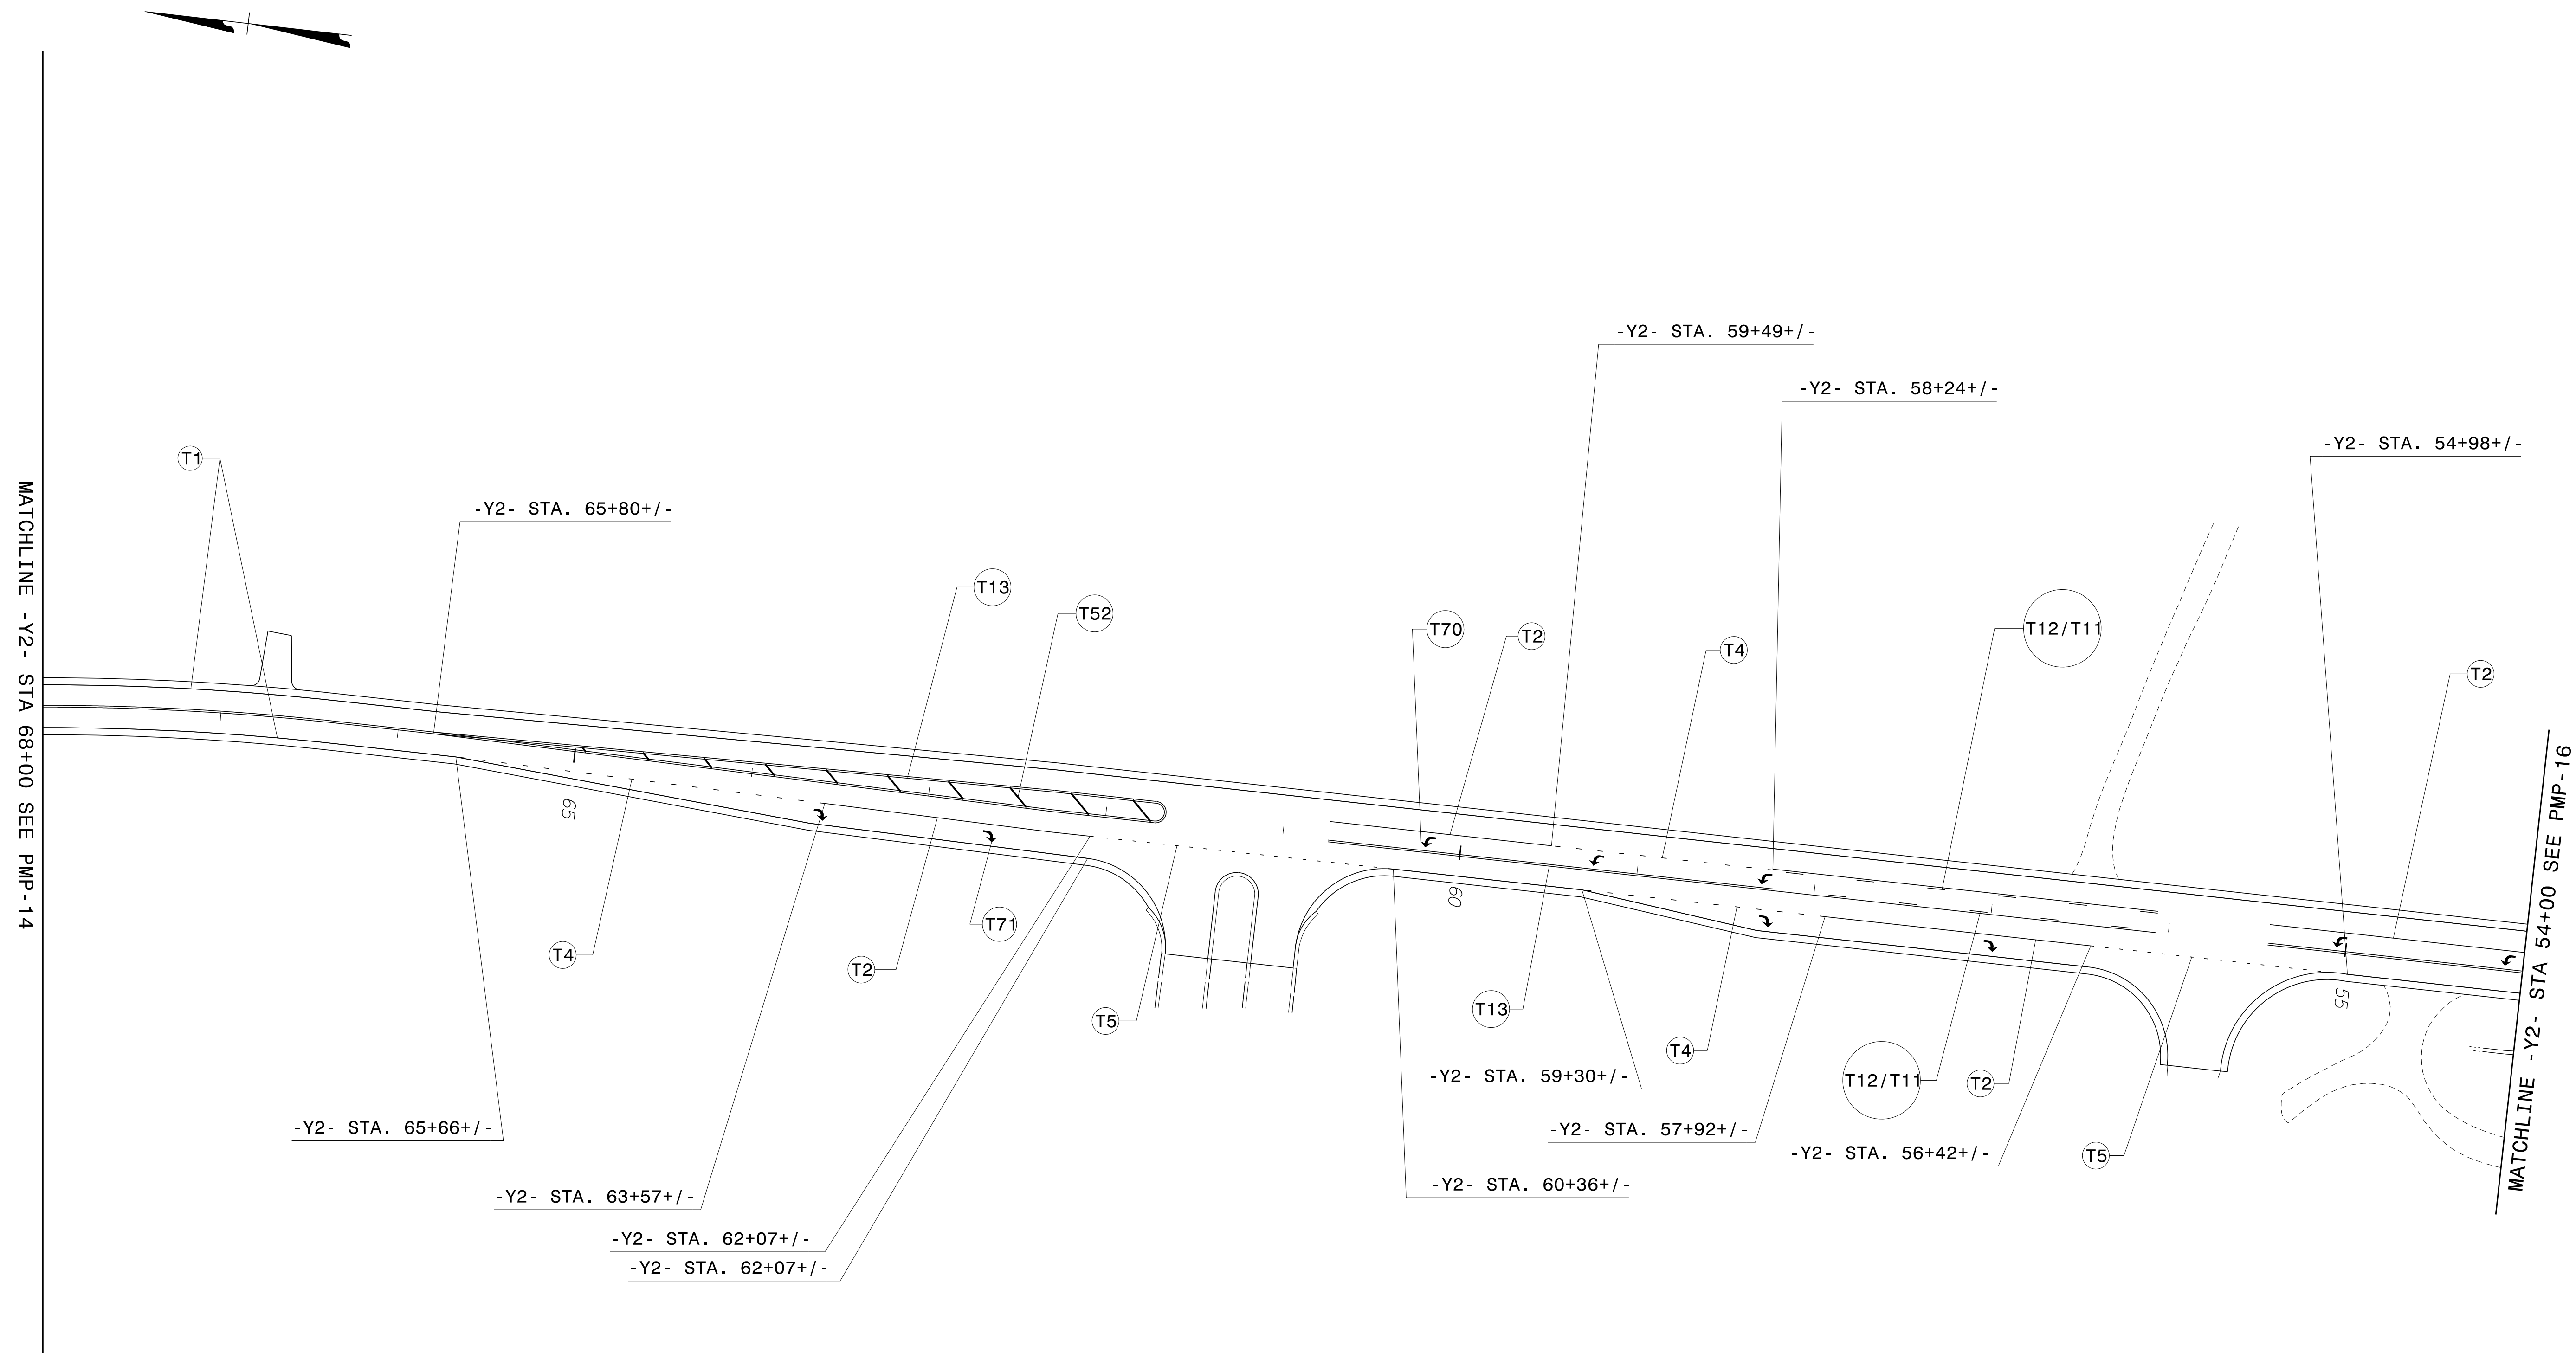 -Y2- STA. 59+49+/-
-Y2- STA. 58+24+/-
-Y2- STA. 54+98+/-
T1
MATCHLINE -Y2- STA 68+00 SEE PMP-14
-Y2- STA. 65+80+/-
T13
T52
T70
T2
T4
T12/T11
T2
65
60
55
MATCHLINE -Y2- STA 54+00 SEE PMP-16
T71
T4
T2
T5
T13
T4
-Y2- STA. 59+30+/-
T12/T11
T2
-Y2- STA. 65+66+/-
-Y2- STA. 57+92+/-
-Y2- STA. 56+42+/-
T5
-Y2- STA. 63+57+/-
-Y2- STA. 60+36+/-
-Y2- STA. 62+07+/-
-Y2- STA. 62+07+/-